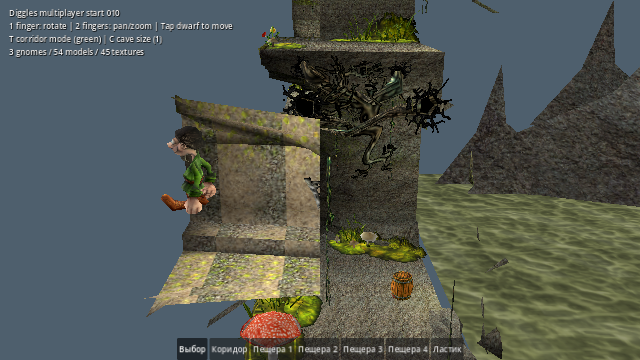 Diggles multiplayer start 010
1 finger: rotate | 2 fingers: pan/zoom | Tap dwarf to move
T corridor mode (green) | C cave size (1)
3 gnomes / 54 models / 45 textures
Выбор Коридор Пещера 1 Пещера 2 Пещера 3 Пещера 4 Ластик